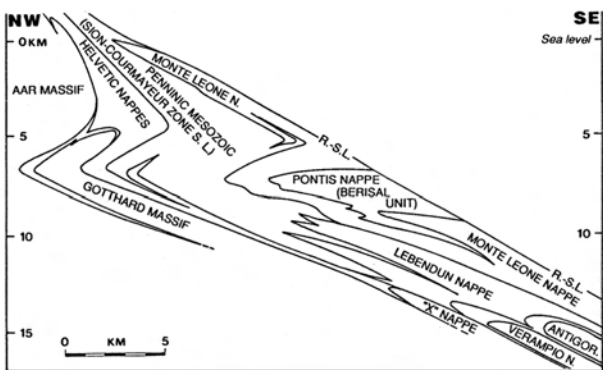 NW
SE
0 KM
Sea level
AAR MASSIF
HELVETIC NAPPES
(SION-COURMAYEUR ZONE S. L.)
PENNINIC MESOZOIC
MONTE LEONE N.
R.-S.L.
5
5
PONTIS NAPPE
(BERISAL
UNIT)
GOTTHARD MASSIF
MONTE LEONE NAPPE
10
10
LEBENDUN NAPPE
R.-S.L.
"X" NAPPE
VERAMPIO N.
ANTIGOR.
15
0 KM 5